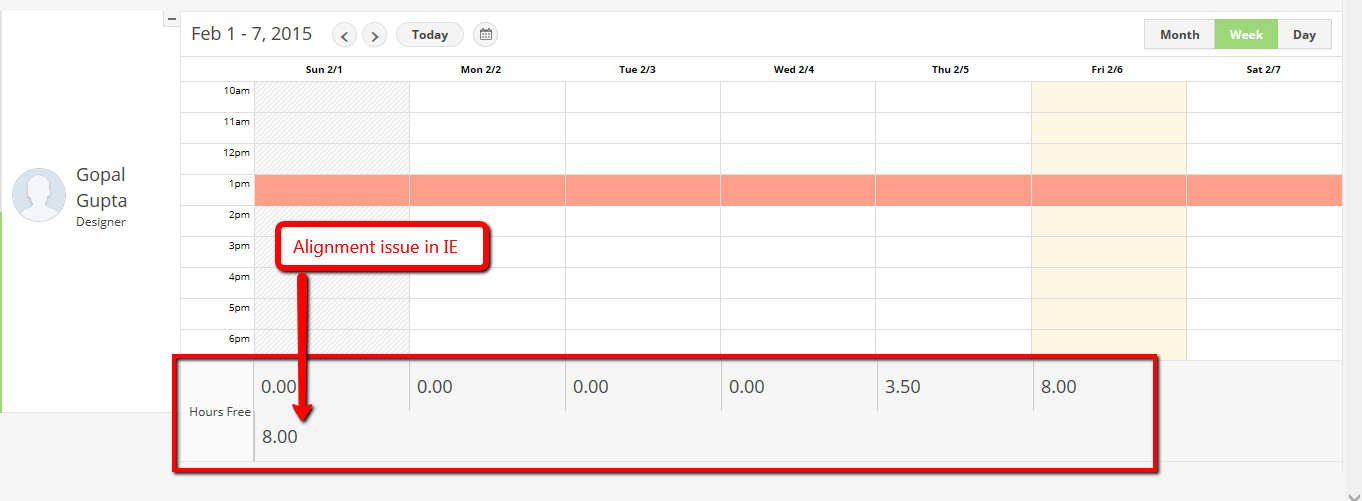 Feb 1 - 7, 2015
Today
Month Week Day
Sun 2/1 Mon 2/2 Tue 2/3 Wed 2/4 Thu 2/5 Fri 2/6 Sat 2/7
10am
11am
12pm
1pm
2pm
3pm
4pm
5pm
6pm
Gopal
Gupta
Designer
Alignment issue in IE
Hours Free
0.00 0.00 0.00 0.00 3.50 8.00
8.00